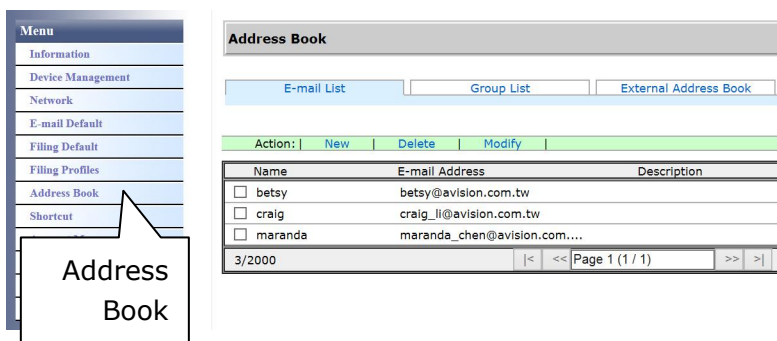 Menu
Information
Device Management
Network
E-mail Default
Filing Default
Filing Profiles
Address Book
Shortcut
Address
Book
Address Book
E-mail List Group List External Address Book
Action: | New | Delete | Modify |
Name E-mail Address Description
betsy betsy@avision.com.tw
craig craig_li@avision.com.tw
maranda maranda_chen@avision.com....
3/2000 |< << Page 1 (1 / 1) >> >|